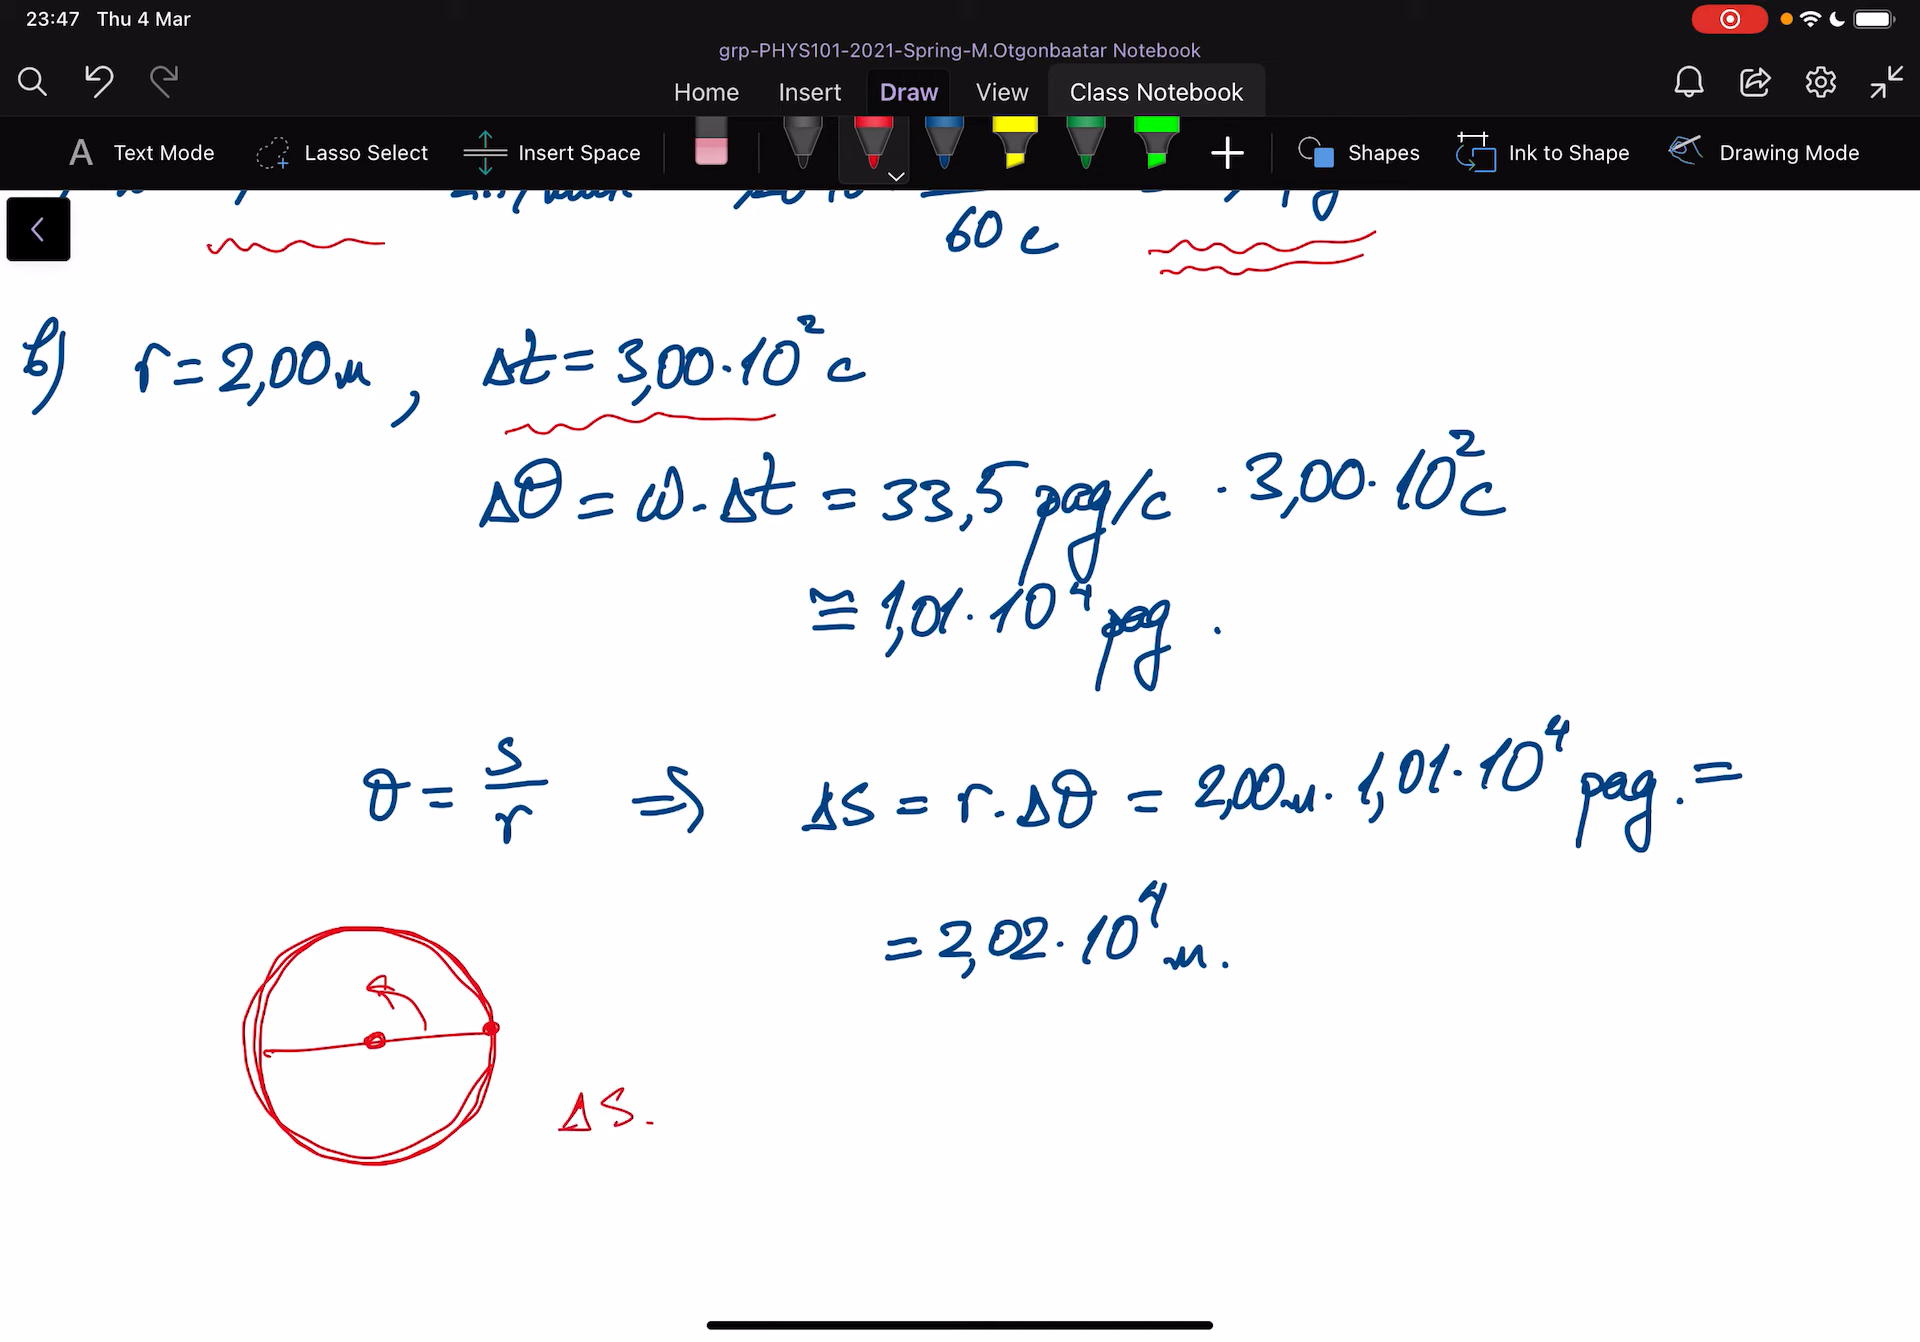 23:47 Thu 4 Mar
grp-PHYS101-2021-Spring-M.Otgonbaatar Notebook
Home Insert Draw View Class Notebook
A Text Mode Lasso Select Insert Space Shapes Ink to Shape Drawing Mode
60 с
б) r = 2,00 м , Δt = 3,00·10² с
Δθ = ω·Δt = 33,5 рад/с · 3,00·10² с
≅ 1,01·10⁴ рад .
θ = s/r ⇒ Δs = r·Δθ = 2,00м · 1,01·10⁴ рад. =
= 2,02·10⁴ м.
Δs.